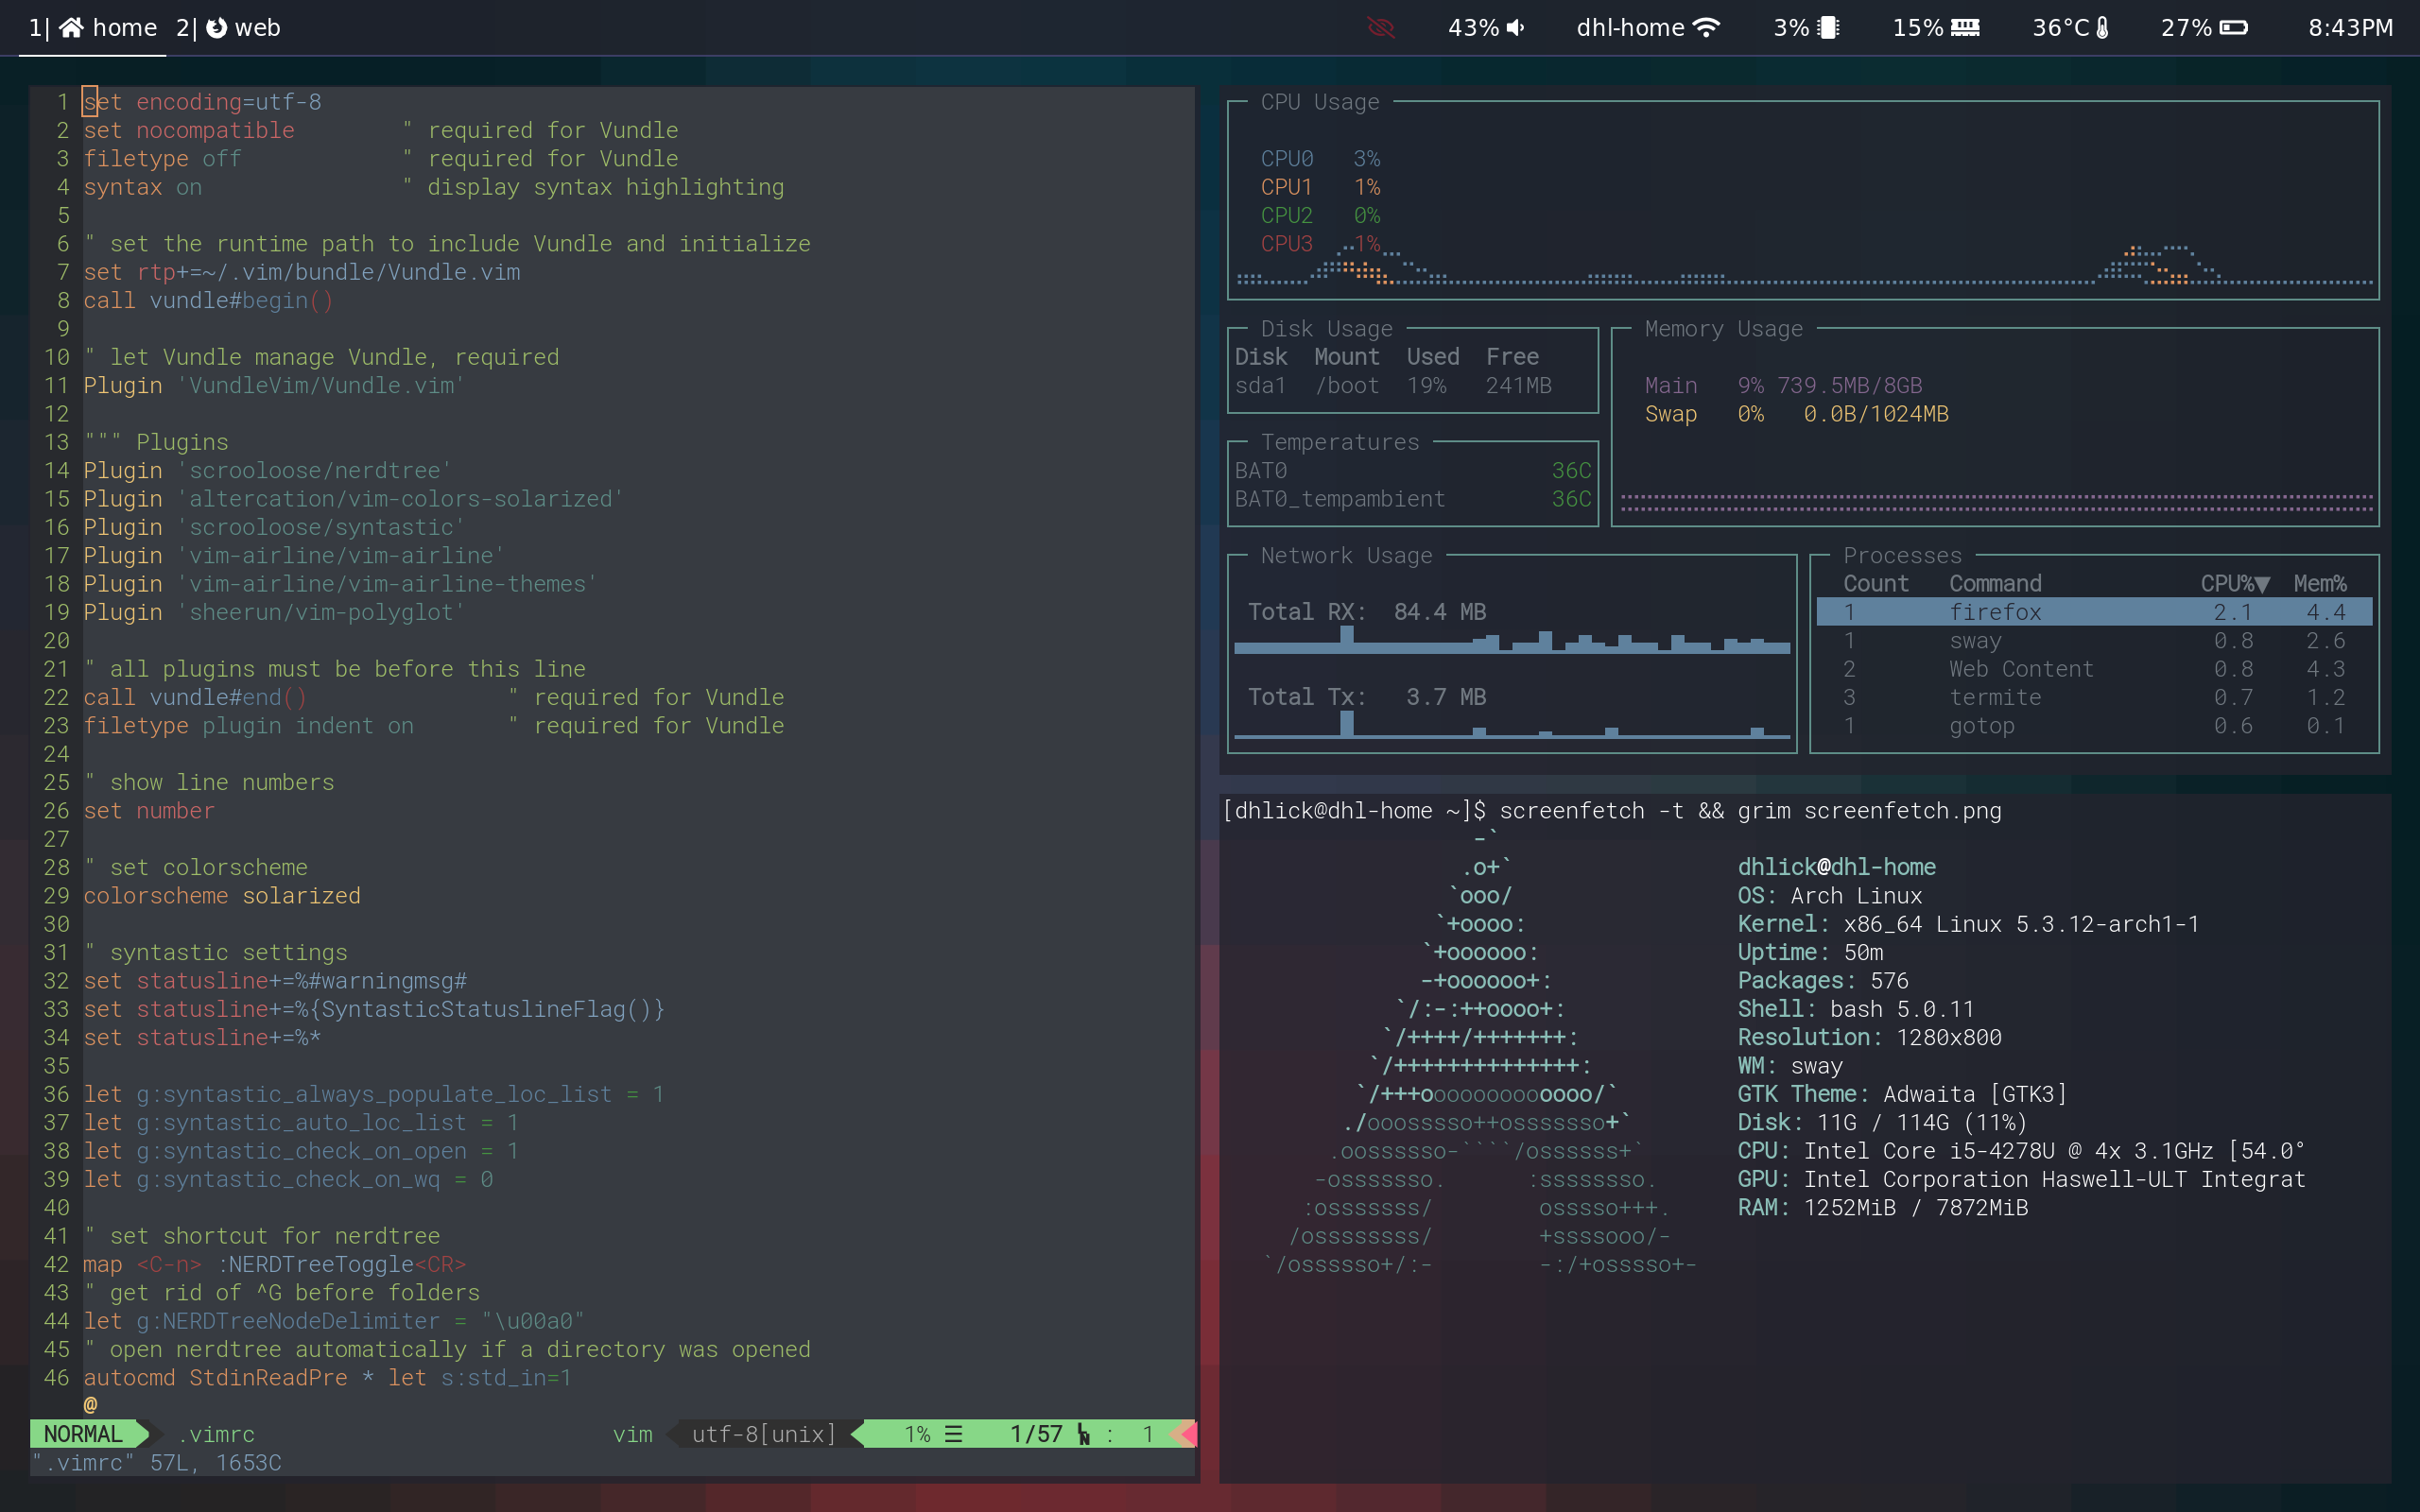 1| home 2| web 43% dhl-home 3% 15% 36°C 27% 8:43PM
1 set encoding=utf-8
2 set nocompatible " required for Vundle
3 filetype off " required for Vundle
4 syntax on " display syntax highlighting
5
6 " set the runtime path to include Vundle and initialize
7 set rtp+=~/.vim/bundle/Vundle.vim
8 call vundle#begin()
9
10 " let Vundle manage Vundle, required
11 Plugin 'VundleVim/Vundle.vim'
12
13 """ Plugins
14 Plugin 'scrooloose/nerdtree'
15 Plugin 'altercation/vim-colors-solarized'
16 Plugin 'scrooloose/syntastic'
17 Plugin 'vim-airline/vim-airline'
18 Plugin 'vim-airline/vim-airline-themes'
19 Plugin 'sheerun/vim-polyglot'
20
21 " all plugins must be before this line
22 call vundle#end() " required for Vundle
23 filetype plugin indent on " required for Vundle
24
25 " show line numbers
26 set number
27
28 " set colorscheme
29 colorscheme solarized
30
31 " syntastic settings
32 set statusline+=%#warningmsg#
33 set statusline+=%{SyntasticStatuslineFlag()}
34 set statusline+=%*
35
36 let g:syntastic_always_populate_loc_list = 1
37 let g:syntastic_auto_loc_list = 1
38 let g:syntastic_check_on_open = 1
39 let g:syntastic_check_on_wq = 0
40
41 " set shortcut for nerdtree
42 map <C-n> :NERDTreeToggle<CR>
43 " get rid of ^G before folders
44 let g:NERDTreeNodeDelimiter = "\u00a0"
45 " open nerdtree automatically if a directory was opened
46 autocmd StdinReadPre * let s:std_in=1
@
NORMAL .vimrc vim utf-8[unix] 1% ☰ 1/57 : 1
".vimrc" 57L, 1653C
CPU Usage
CPU0 3%
CPU1 1%
CPU2 0%
CPU3 1%
Disk Usage
Disk Mount Used Free
sda1 /boot 19% 241MB
Memory Usage
Main 9% 739.5MB/8GB
Swap 0% 0.0B/1024MB
Temperatures
BAT0 36C
BAT0_tempambient 36C
Network Usage
Total RX: 84.4 MB
Total Tx: 3.7 MB
Processes
Count Command CPU%▼ Mem%
1 firefox 2.1 4.4
1 sway 0.8 2.6
2 Web Content 0.8 4.3
3 termite 0.7 1.2
1 gotop 0.6 0.1
[dhlick@dhl-home ~]$ screenfetch -t && grim screenfetch.png
-`
.o+` dhlick@dhl-home
`ooo/ OS: Arch Linux
`+oooo: Kernel: x86_64 Linux 5.3.12-arch1-1
`+oooooo: Uptime: 50m
-+oooooo+: Packages: 576
`/:-:++oooo+: Shell: bash 5.0.11
`/++++/+++++++: Resolution: 1280x800
`/++++++++++++++: WM: sway
`/+++ooooooooooooo/` GTK Theme: Adwaita [GTK3]
./ooosssso++osssssso+` Disk: 11G / 114G (11%)
.oossssso-````/ossssss+` CPU: Intel Core i5-4278U @ 4x 3.1GHz [54.0°
-osssssso. :ssssssso. GPU: Intel Corporation Haswell-ULT Integrat
:osssssss/ osssso+++. RAM: 1252MiB / 7872MiB
/ossssssss/ +ssssooo/-
`/ossssso+/:- -:/+osssso+-